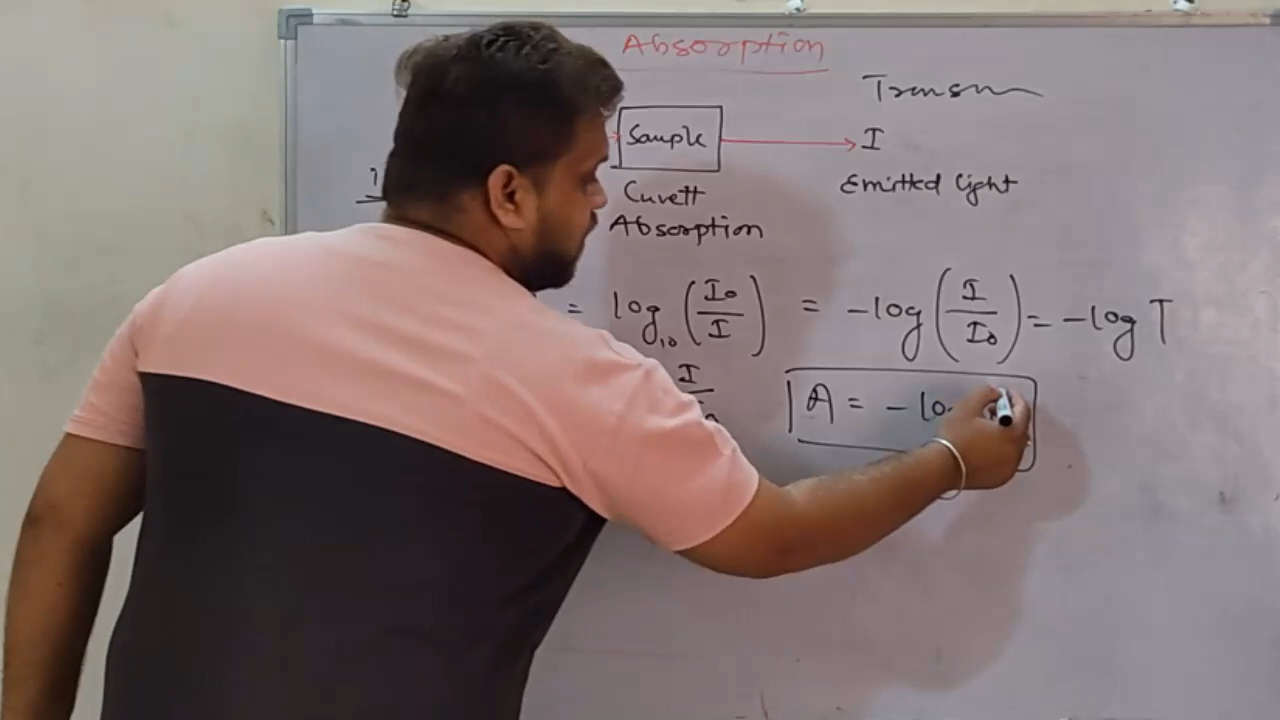 Absorption
Transm
Sample
I
Cuvett
Emitted light
Absorption
= log₁₀ (I₀/I) = -log (I/I₀) = -log T
I
A = - lo